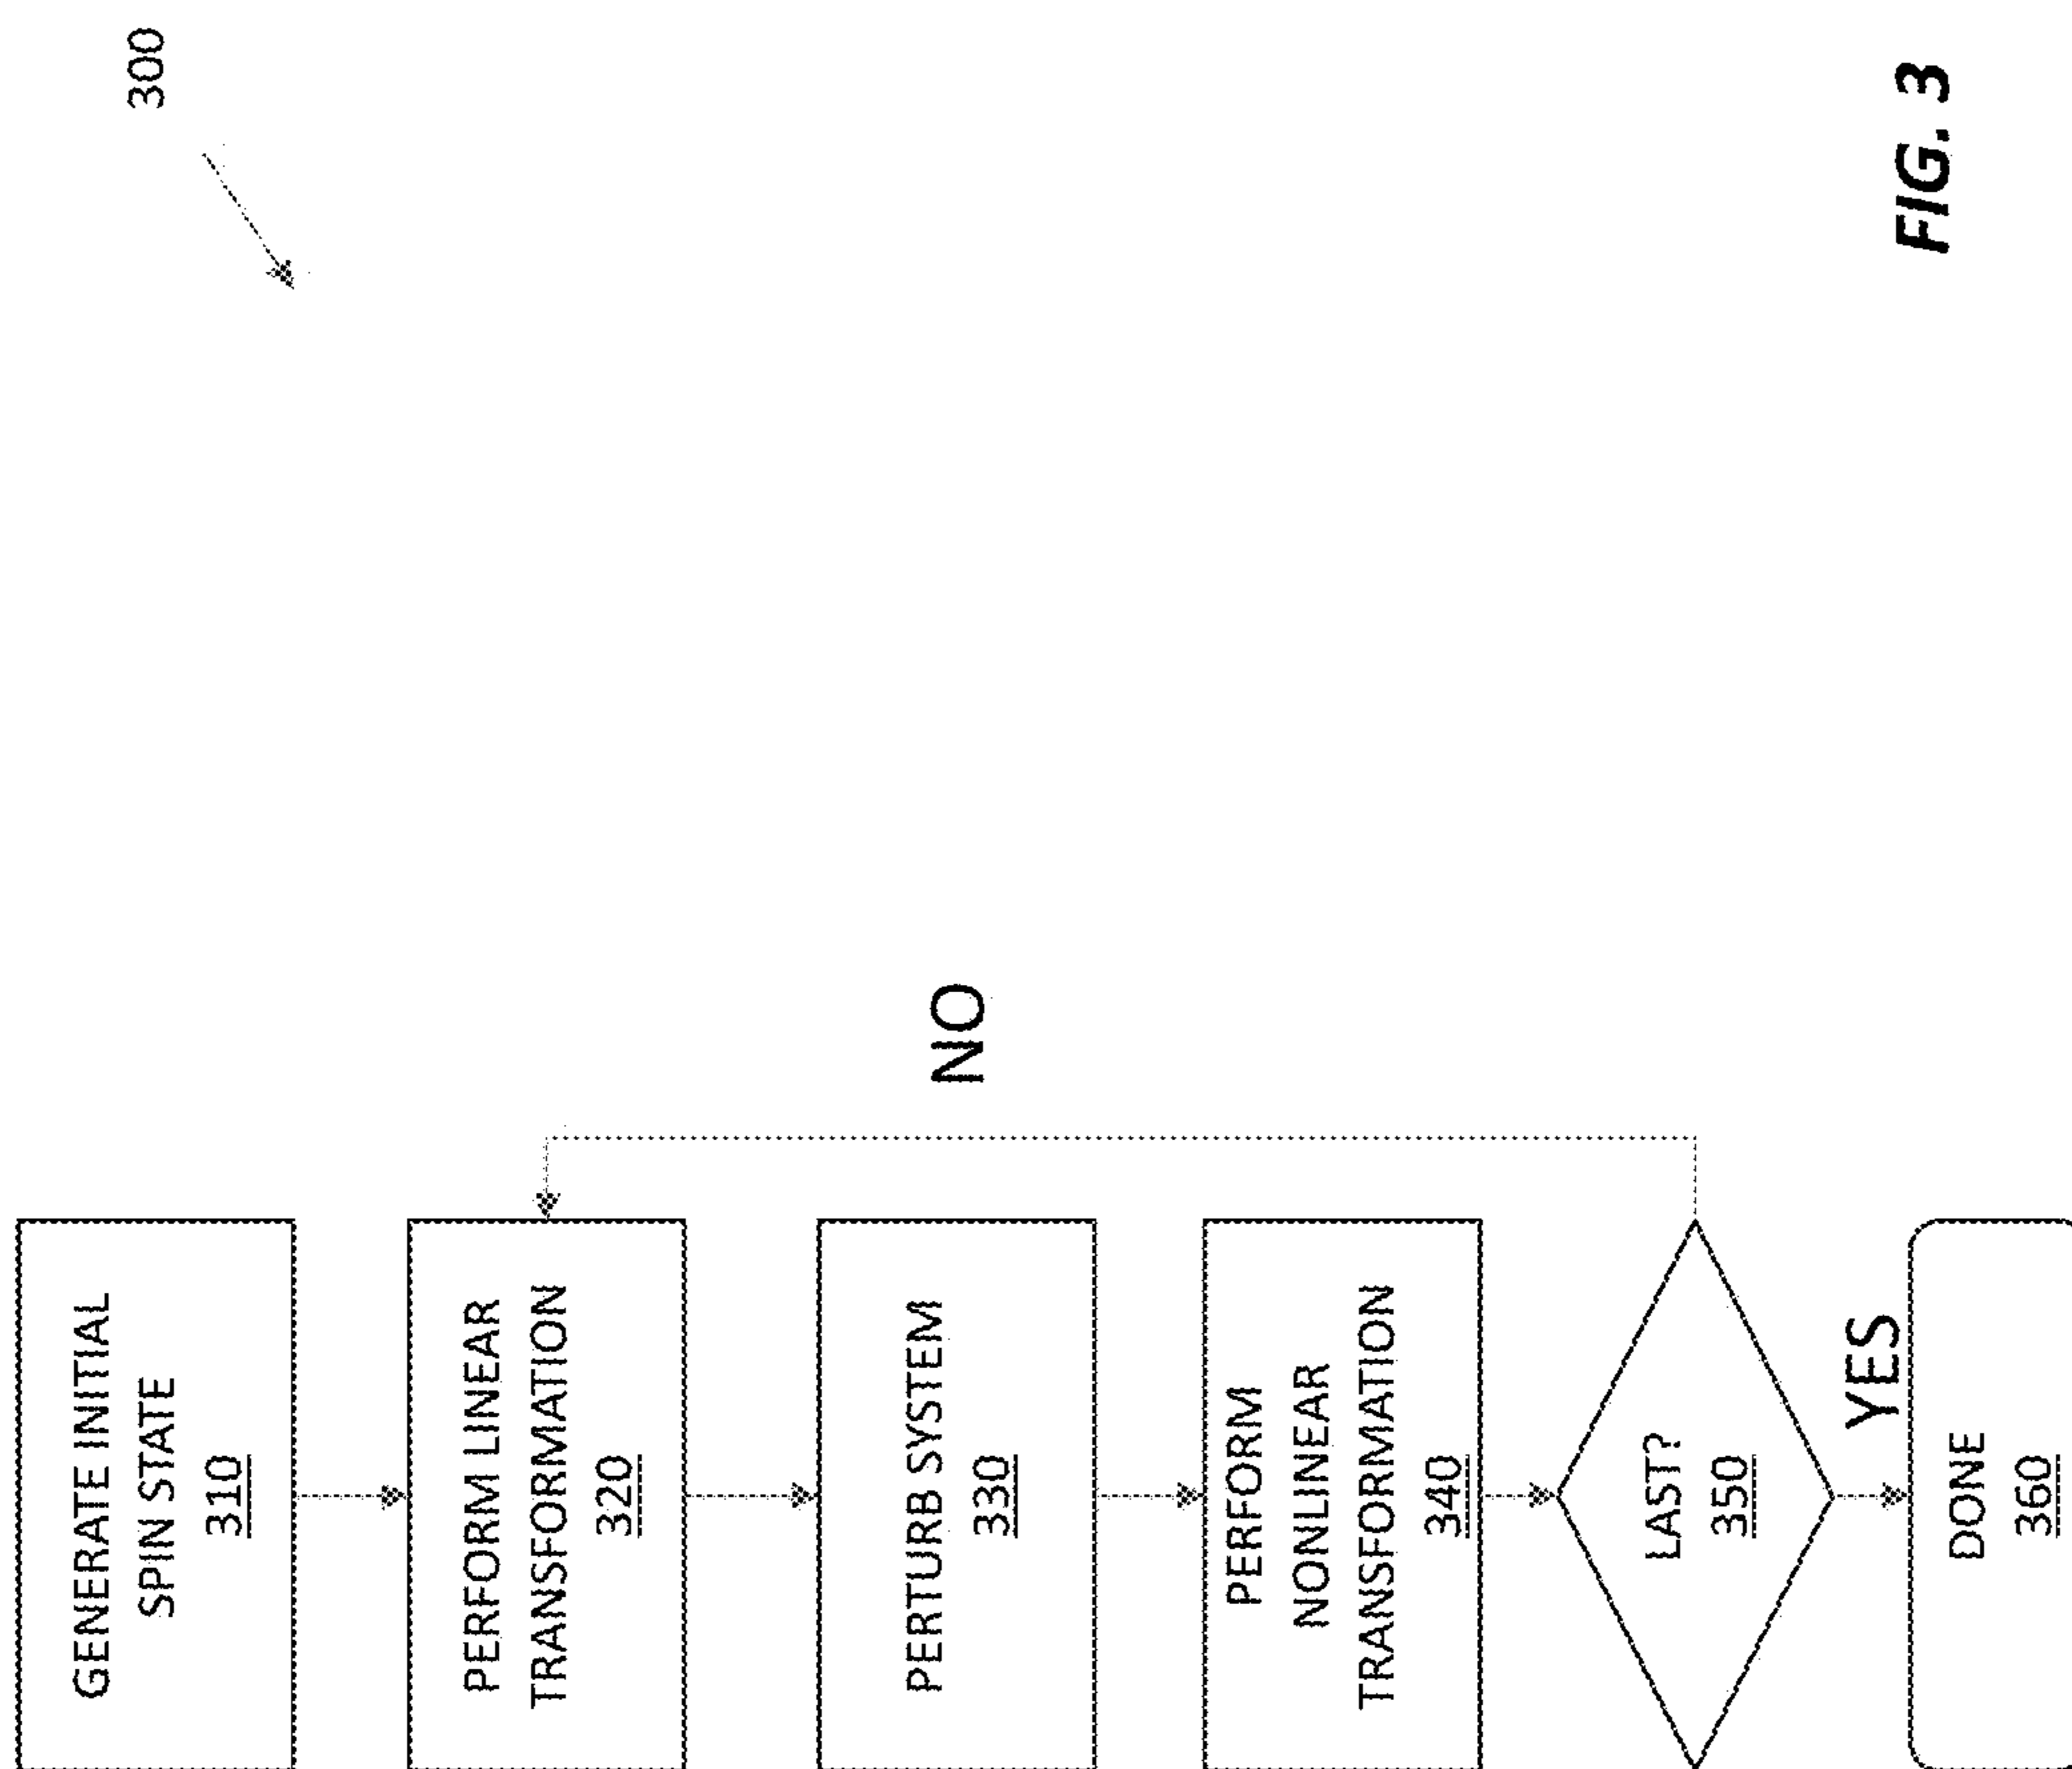 300
GENERATE INITIAL
SPIN STATE
310
PERFORM LINEAR
TRANSFORMATION
320
PERTURB SYSTEM
330
PERFORM
NONLINEAR
TRANSFORMATION
340
LAST?
350
NO
YES
DONE
360
FIG. 3